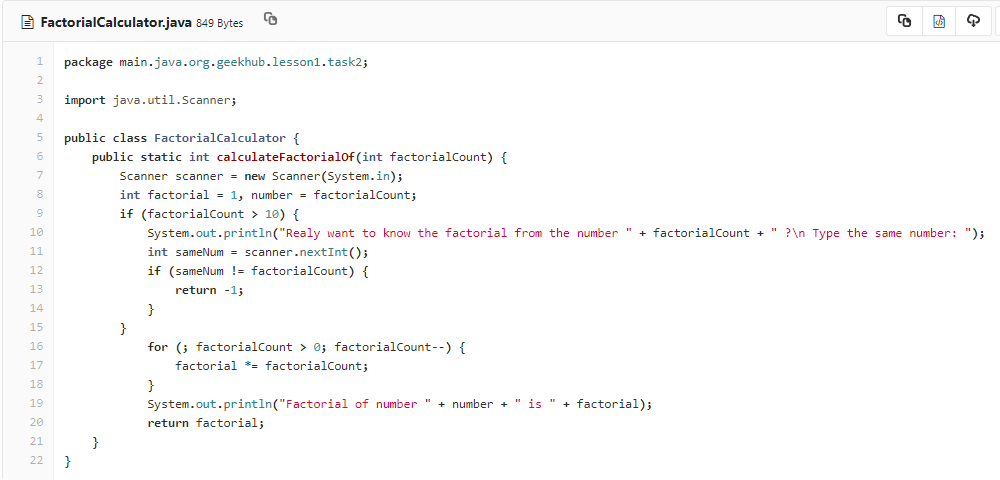 FactorialCalculator.java 849 Bytes
1 package main.java.org.geekhub.lesson1.task2;
2
3 import java.util.Scanner;
4
5 public class FactorialCalculator {
6     public static int calculateFactorialOf(int factorialCount) {
7         Scanner scanner = new Scanner(System.in);
8         int factorial = 1, number = factorialCount;
9         if (factorialCount > 10) {
10             System.out.println("Realy want to know the factorial from the number " + factorialCount + " ?\n Type the same number: ");
11             int sameNum = scanner.nextInt();
12             if (sameNum != factorialCount) {
13                 return -1;
14             }
15         }
16             for (; factorialCount > 0; factorialCount--) {
17                 factorial *= factorialCount;
18             }
19             System.out.println("Factorial of number " + number + " is " + factorial);
20             return factorial;
21     }
22 }